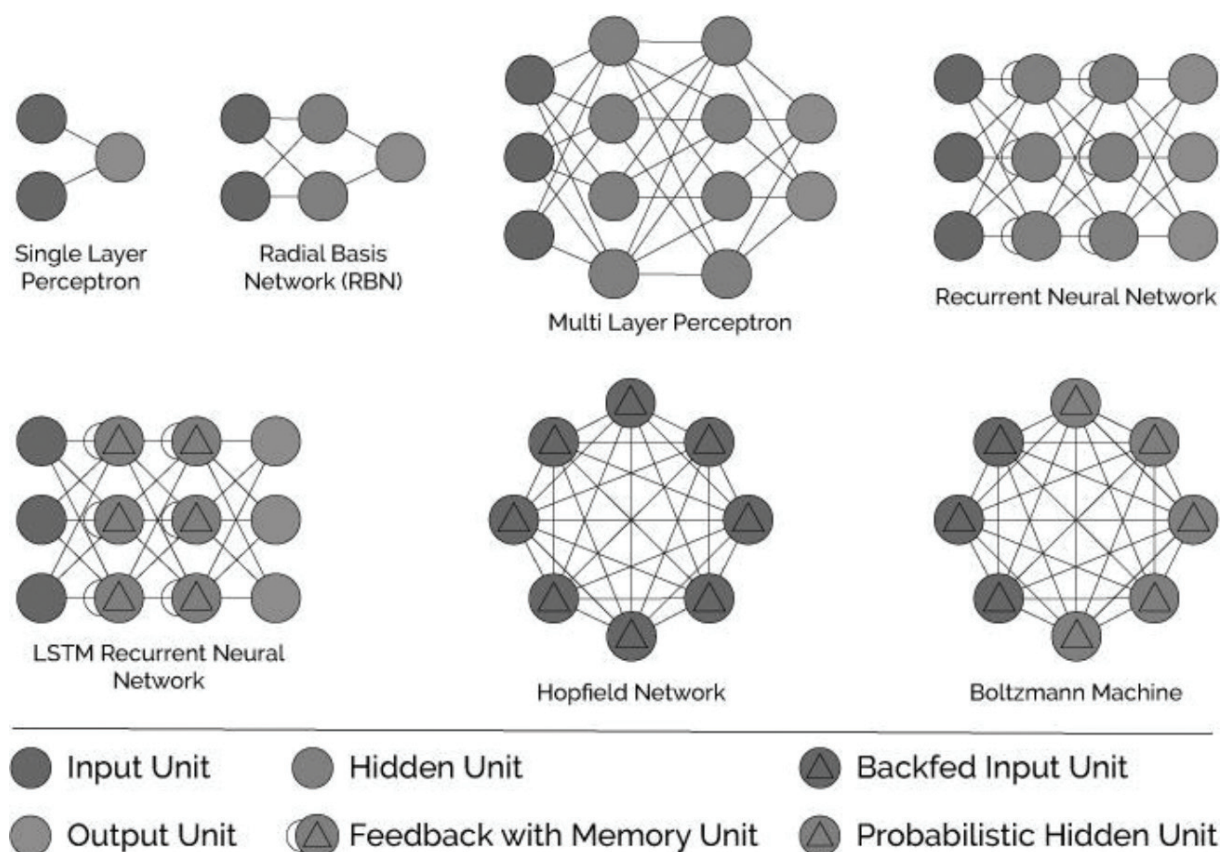 Single Layer
Perceptron
Radial Basis
Network (RBN)
Multi Layer Perceptron
Recurrent Neural Network
LSTM Recurrent Neural
Network
Hopfield Network
Boltzmann Machine
Input Unit
Hidden Unit
Backfed Input Unit
Output Unit
Feedback with Memory Unit
Probabilistic Hidden Unit